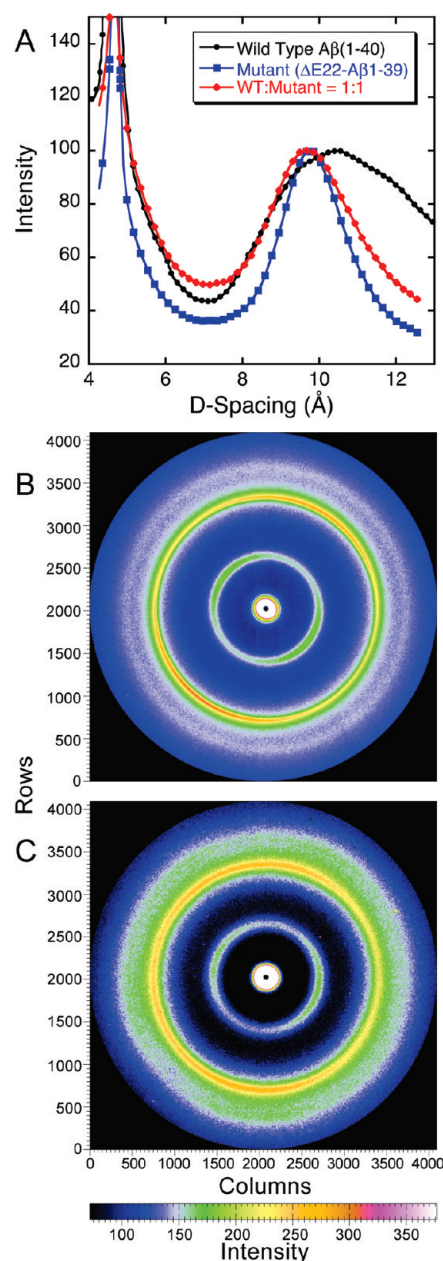 A
140
120
100
80
60
40
20
Intensity
Wild Type Aβ(1-40)
Mutant (ΔE22-Aβ1-39)
WT:Mutant = 1:1
4 6 8 10 12
D-Spacing (Å)
B
4000
3500
3000
2500
2000
1500
1000
500
0
Rows
C
4000
3500
3000
2500
2000
1500
1000
500
0
0 500 1000 1500 2000 2500 3000 3500 4000
Columns
100 150 200 250 300 350
Intensity